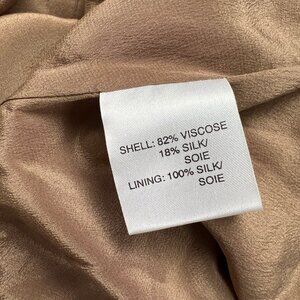 SHELL: 82% VISCOSE
18% SILK/
SOIE
LINING: 100% SILK/
SOIE